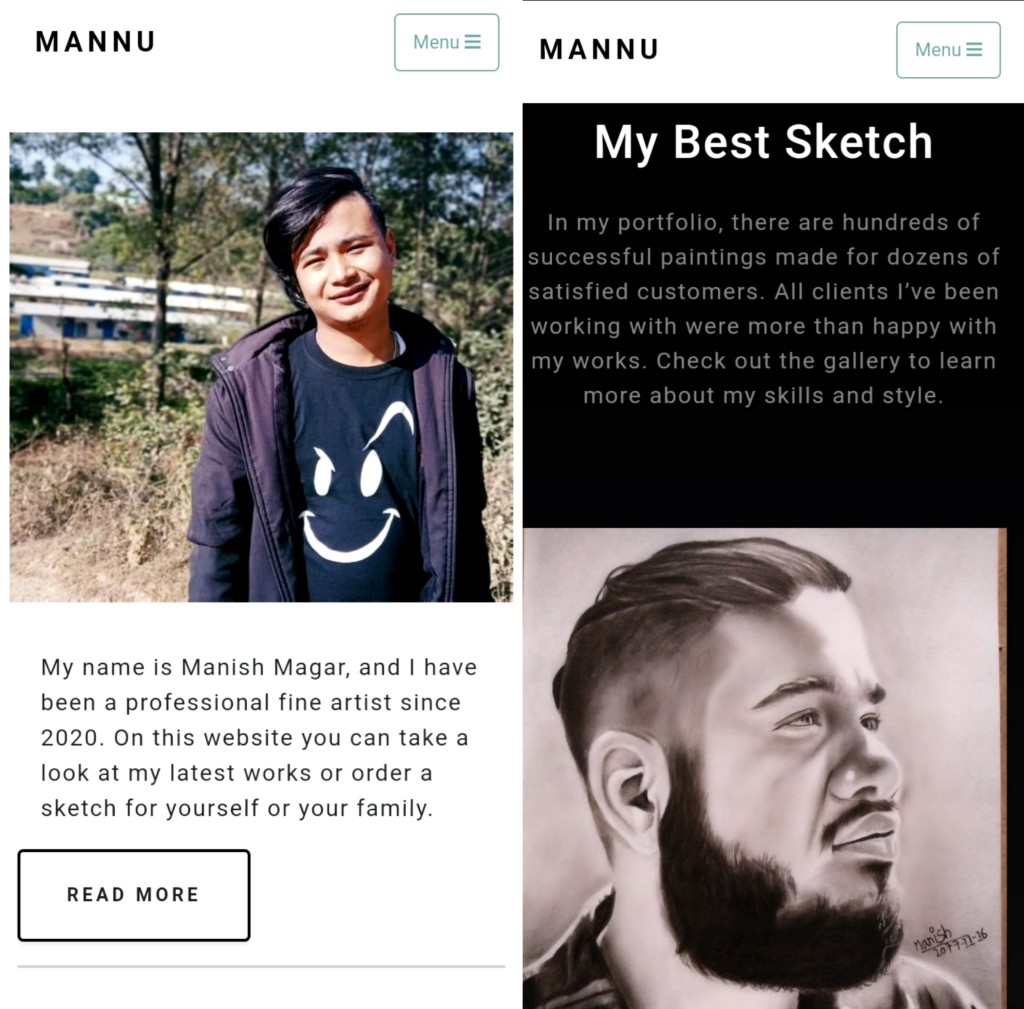 MANNU
Menu
My name is Manish Magar, and I have
been a professional fine artist since
2020. On this website you can take a
look at my latest works or order a
sketch for yourself or your family.
READ MORE
MANNU
Menu
My Best Sketch
In my portfolio, there are hundreds of
successful paintings made for dozens of
satisfied customers. All clients I’ve been
working with were more than happy with
my works. Check out the gallery to learn
more about my skills and style.
Manish
2077-11-26